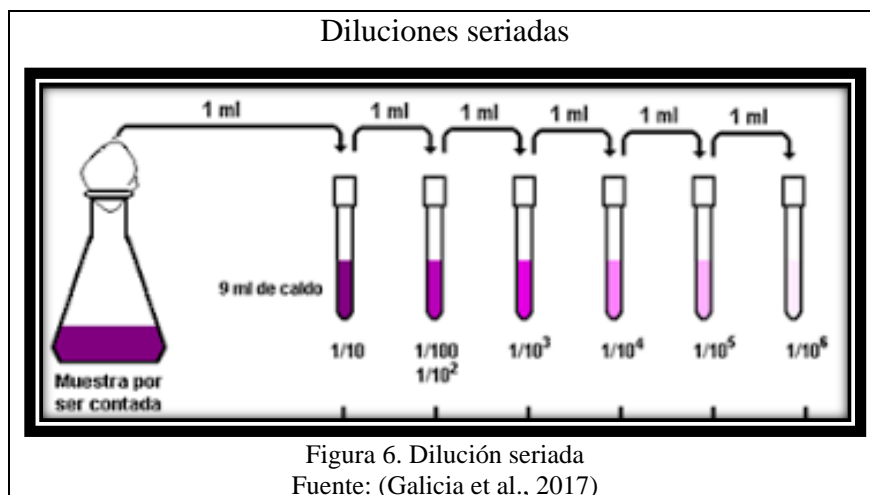 Diluciones seriadas
1 ml 1 ml 1 ml 1 ml 1 ml 1 ml
9 ml de caldo
1/10 1/100 1/10³ 1/10⁴ 1/10⁵ 1/10⁶
1/10²
Muestra por
ser contada
Figura 6. Dilución seriada
Fuente: (Galicia et al., 2017)